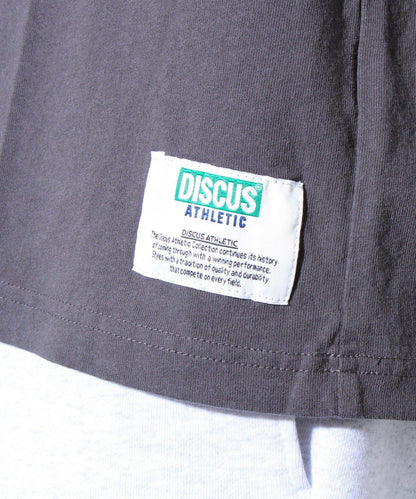 DISCUS®
ATHLETIC
DISCUS ATHLETIC
The Discus Athletic Collection continues its history
of coming through with a winning performance.
Styles with a tradition of quality and durability
that compete on every field.